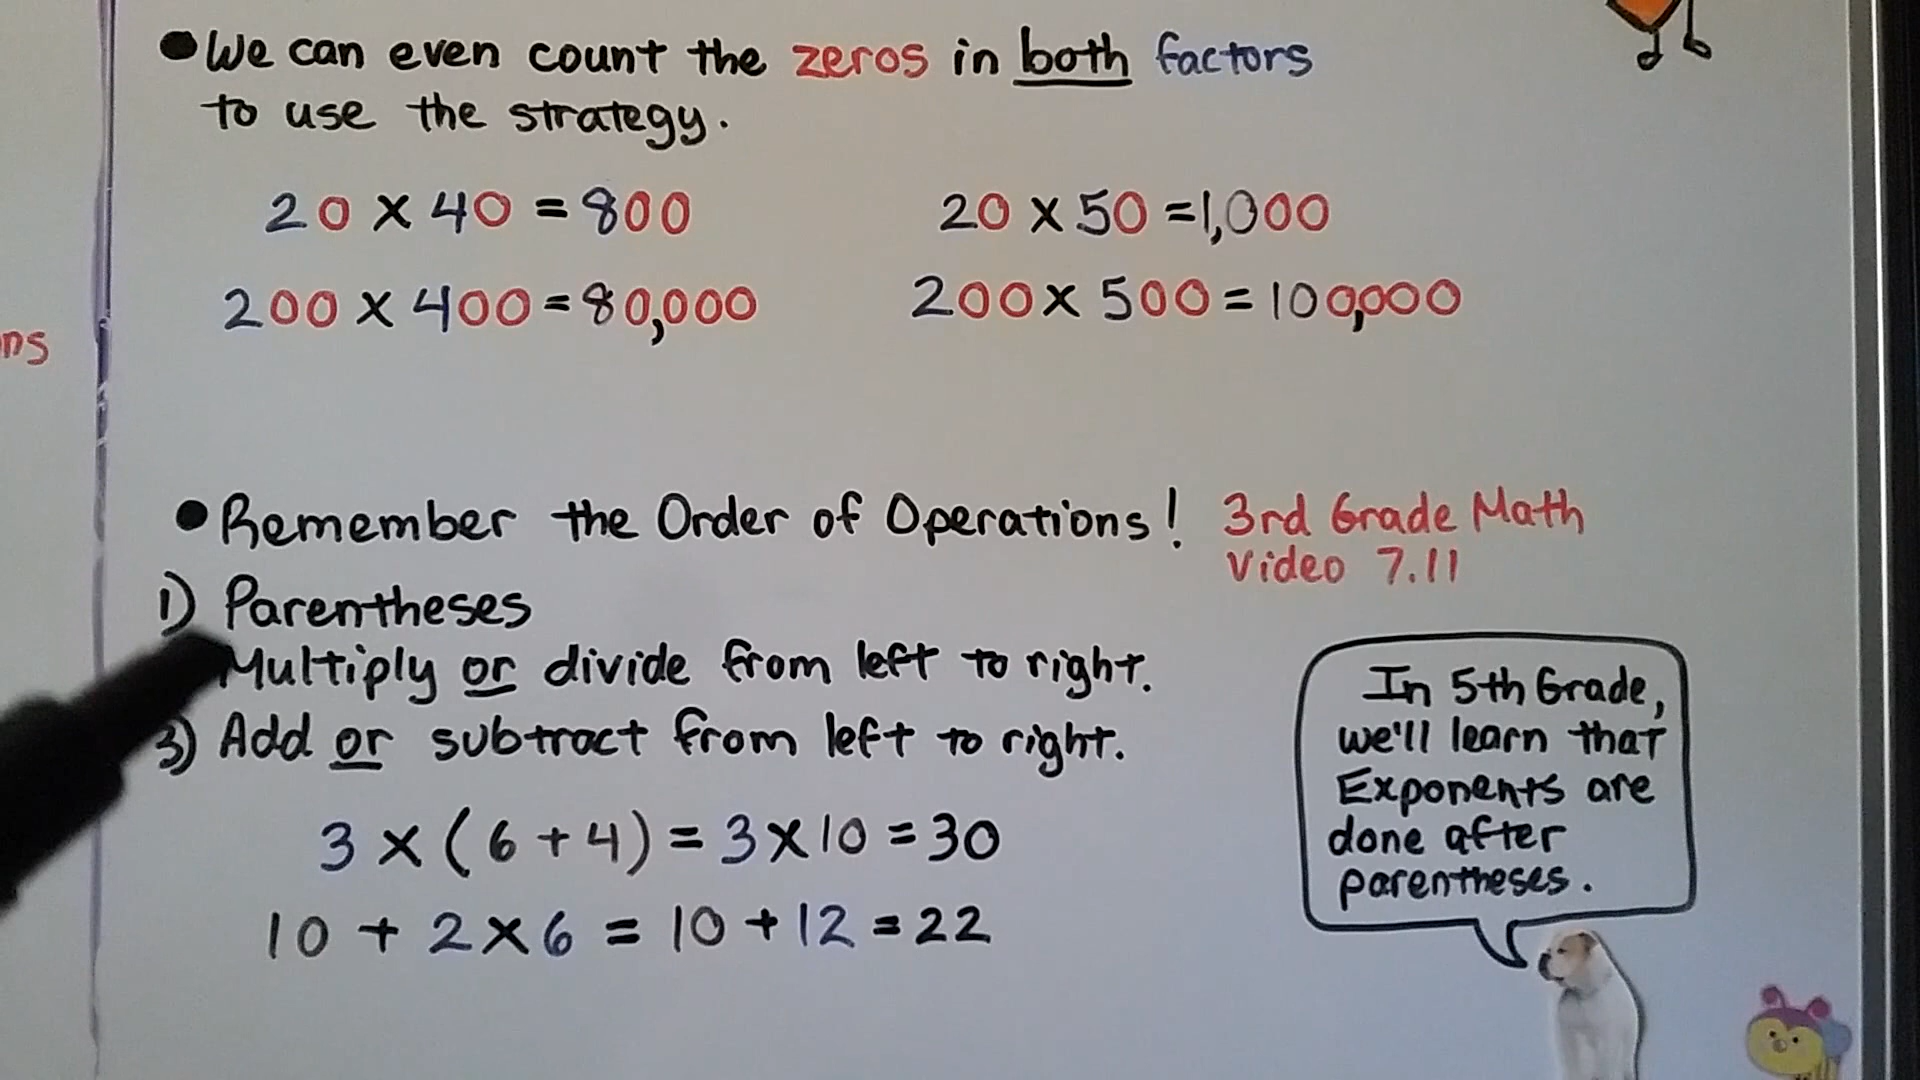 We can even count the zeros in both factors
to use the strategy.
20 x 40 = 800
20 x 50 = 1,000
200 x 400 = 80,000
200 x 500 = 100,000
Remember the Order of Operations! 3rd Grade Math
Video 7.11
1) Parentheses
Multiply or divide from left to right.
3) Add or subtract from left to right.
3 x (6 + 4) = 3 x 10 = 30
10 + 2 x 6 = 10 + 12 = 22
In 5th Grade,
we'll learn that
Exponents are
done after
parentheses.